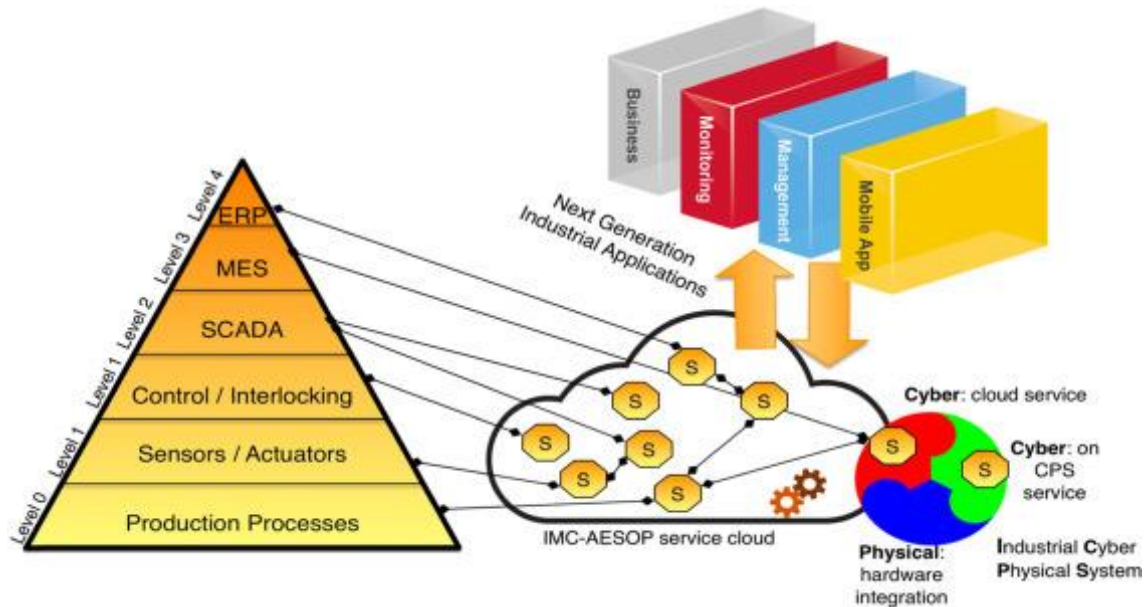 Business
Monitoring
Management
Mobile App
Next Generation
Industrial Applications
Level 4
ERP
Level 3
MES
Level 2
SCADA
Level 1
Control / Interlocking
Level 1
Sensors / Actuators
Level 0
Production Processes
S
S
S
S
S
S
S
S
S
IMC-AESOP service cloud
Cyber: cloud service
Cyber: on
CPS
service
Physical:
hardware
integration
Industrial Cyber
Physical System